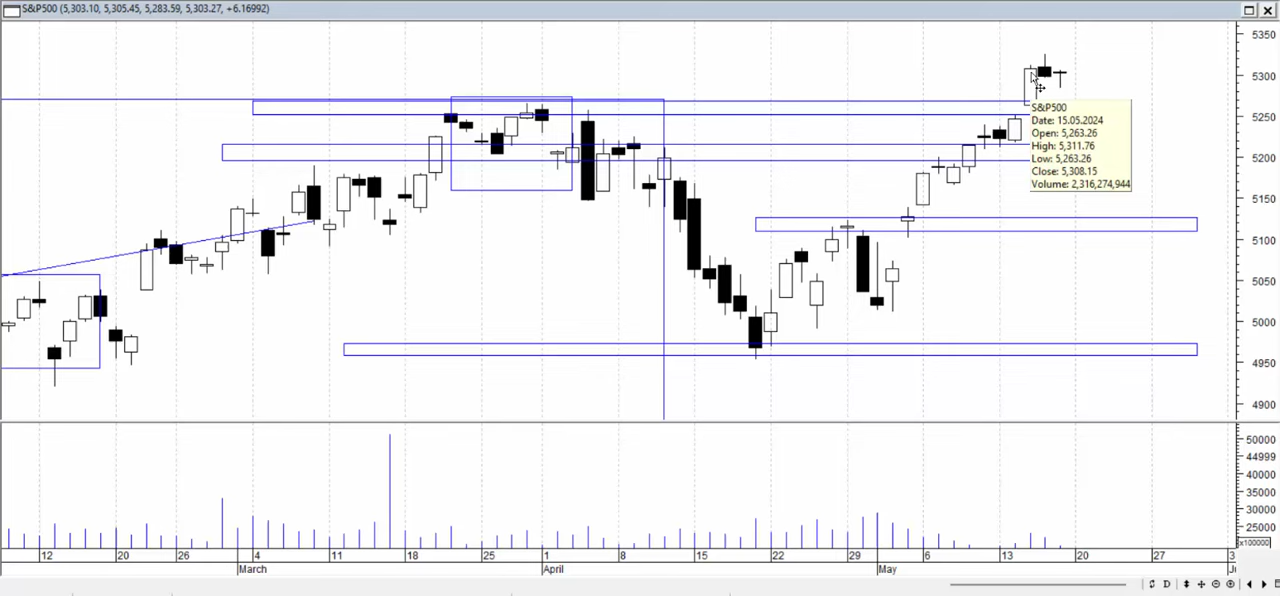 S&P500 (5,303.10, 5,305.45, 5,283.59, 5,303.27, +6.16992)
5350
5300
5250
5200
5150
5100
5050
5000
4950
4900
S&P500
Date: 15.05.2024
Open: 5,263.26
High: 5,311.76
Low: 5,263.26
Close: 5,308.15
Volume: 2,316,274,944
50000
44999
40000
35000
30000
25000
x100000
12 20 26 4 11 18 25 1 8 15 22 29 6 13 20 27 3
March April May
D